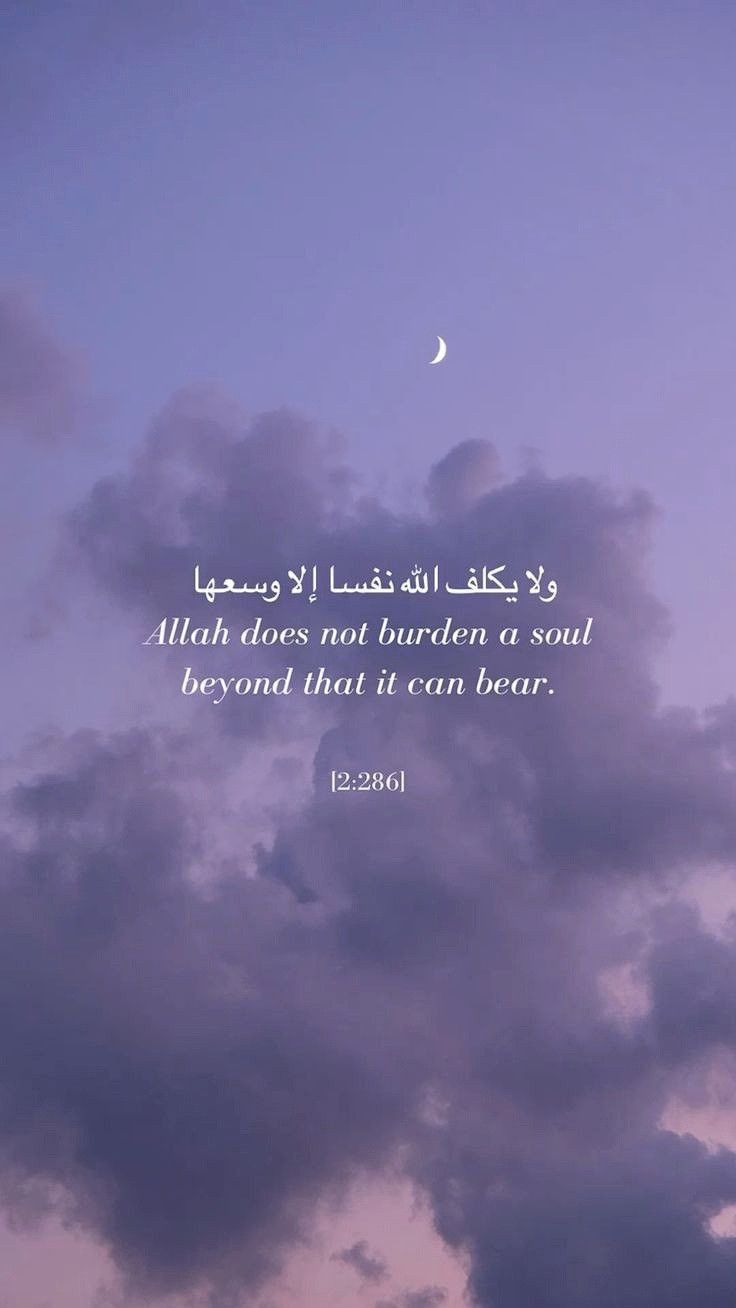 ولا يكلف الله نفسا إلا وسعها
Allah does not burden a soul
beyond that it can bear.
[2:286]